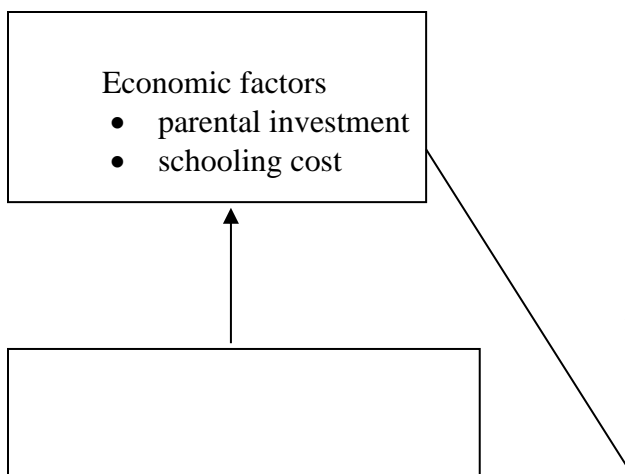 Economic factors
• parental investment
• schooling cost